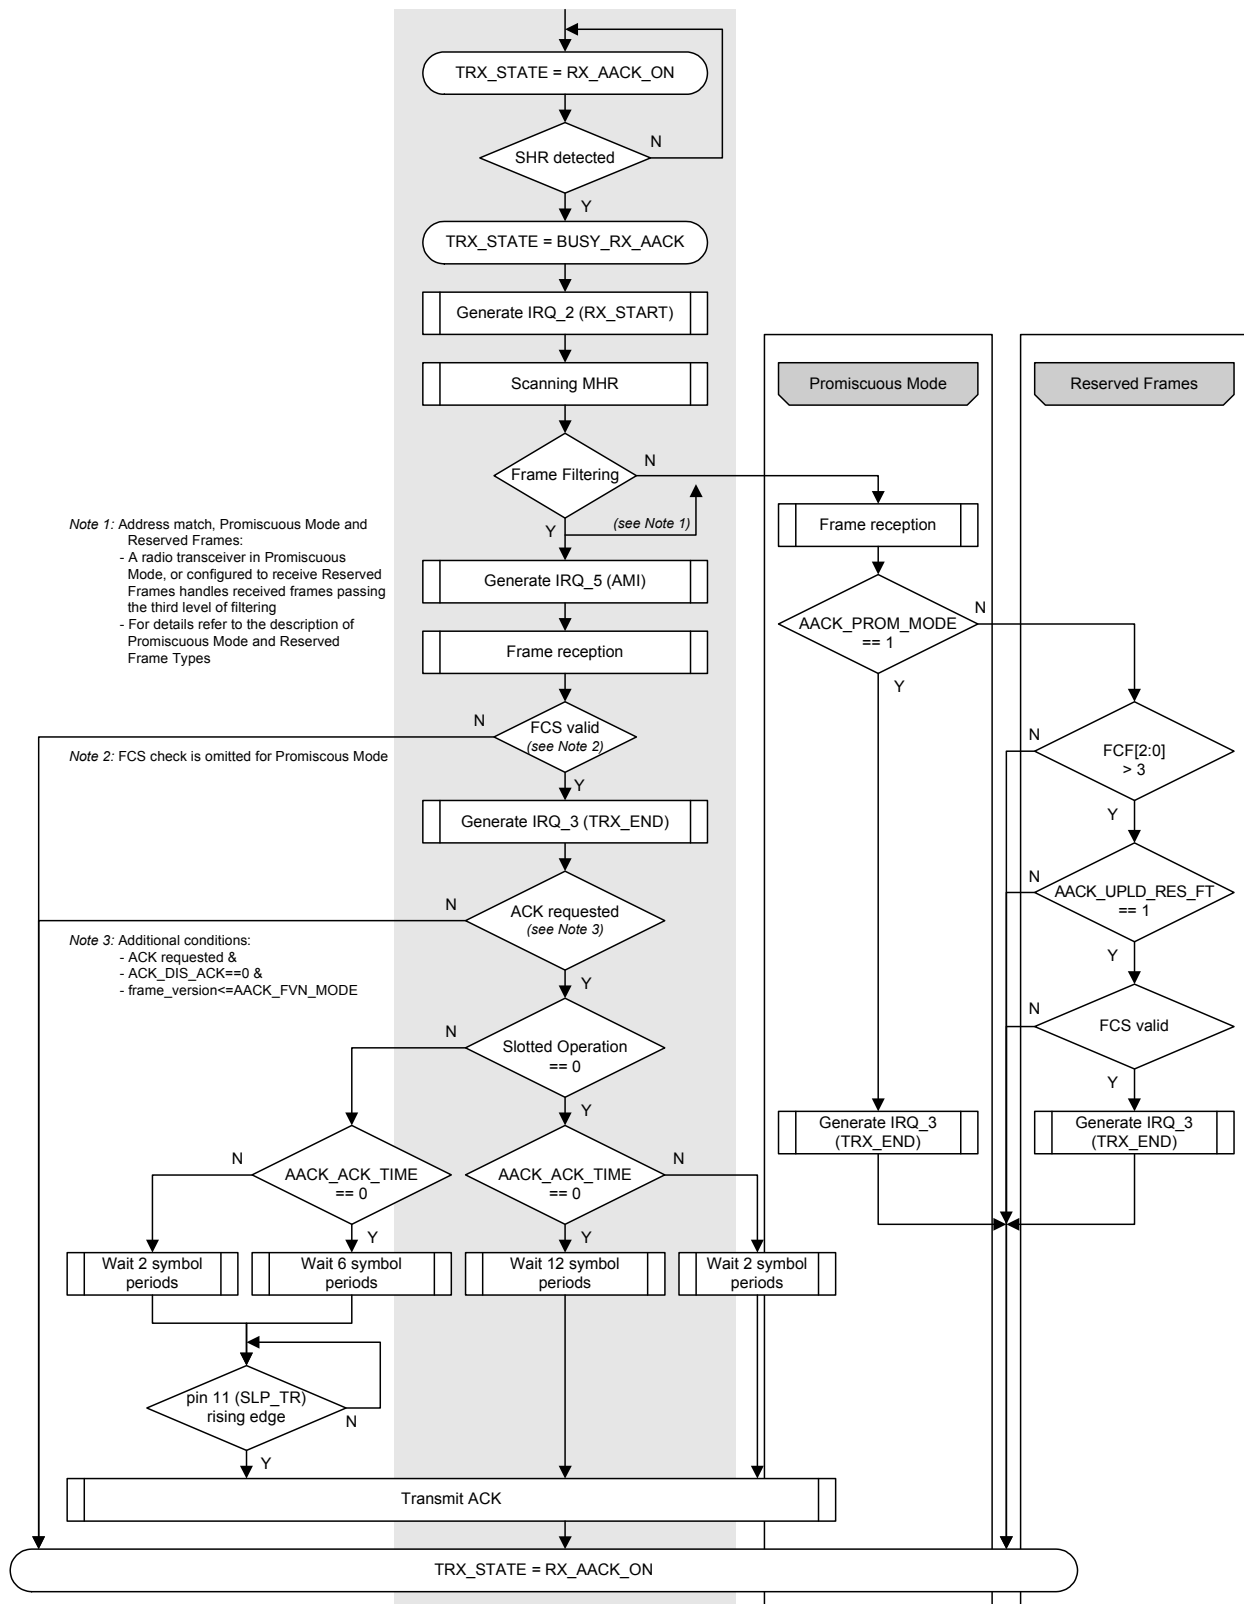 TRX_STATE = RX_AACK_ON
N
SHR detected
Y
TRX_STATE = BUSY_RX_AACK
Generate IRQ_2 (RX_START)
Scanning MHR
Promiscuous Mode
Reserved Frames
Frame Filtering
N
Y
(see Note 1)
Note 1: Address match, Promiscuous Mode and
Reserved Frames:
- A radio transceiver in Promiscuous
Mode, or configured to receive Reserved
Frames handles received frames passing
the third level of filtering
- For details refer to the description of
Promiscuous Mode and Reserved
Frame Types
Frame reception
Generate IRQ_5 (AMI)
AACK_PROM_MODE
== 1
N
Y
Frame reception
N
FCS valid
(see Note 2)
Y
Note 2: FCS check is omitted for Promiscous Mode
N
FCF[2:0]
> 3
Y
Generate IRQ_3 (TRX_END)
N
ACK requested
(see Note 3)
Y
N
AACK_UPLD_RES_FT
== 1
Y
Note 3: Additional conditions:
- ACK requested &
- ACK_DIS_ACK==0 &
- frame_version<=AACK_FVN_MODE
N
Slotted Operation
== 0
Y
N
FCS valid
Y
Generate IRQ_3
(TRX_END)
Generate IRQ_3
(TRX_END)
N
AACK_ACK_TIME
== 0
Y
AACK_ACK_TIME
== 0
N
Y
Wait 2 symbol
periods
Wait 6 symbol
periods
Wait 12 symbol
periods
Wait 2 symbol
periods
pin 11 (SLP_TR)
rising edge
N
Y
Transmit ACK
TRX_STATE = RX_AACK_ON